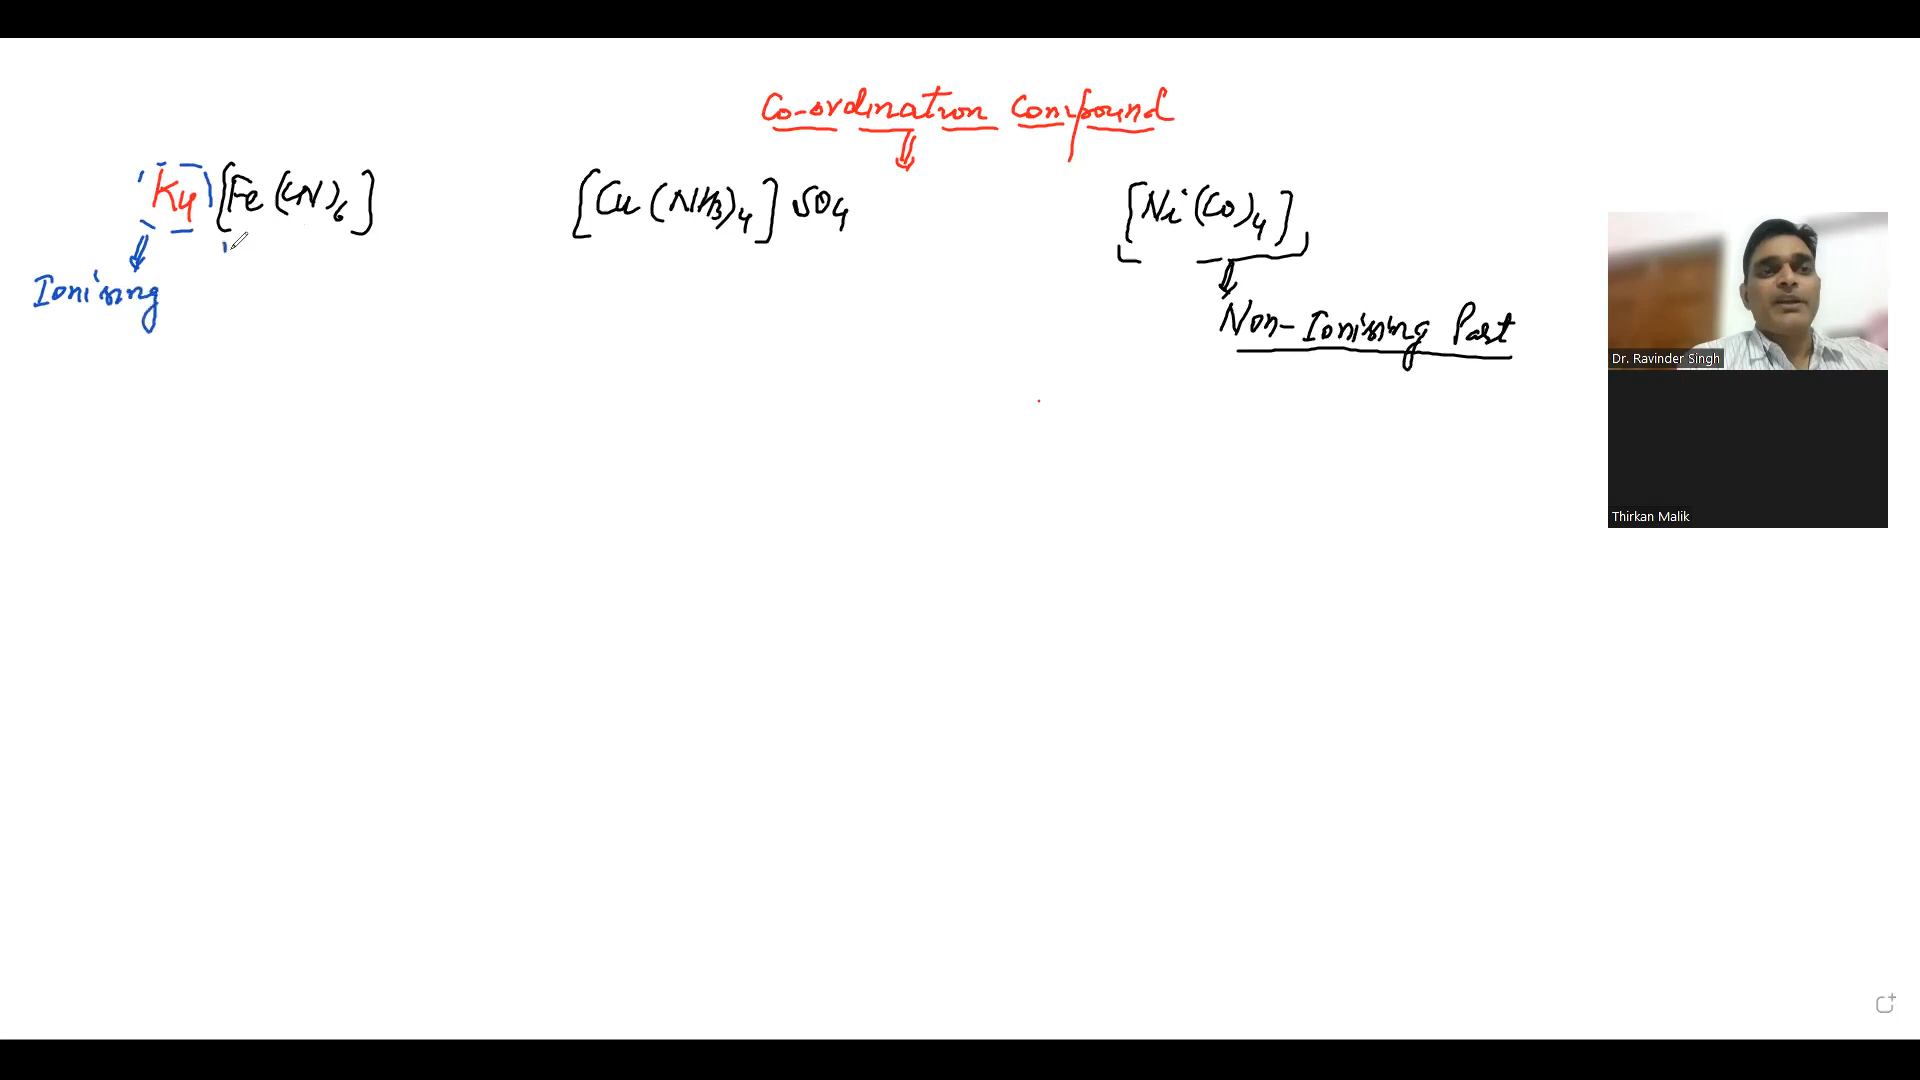 Co-ordination Compound
K4 [Fe(CN)6]
[Cu(NH3)4] SO4
[Ni(CO)4]
Ionising
Non-Ionising Part
Dr. Ravinder Singh
Thirkan Malik